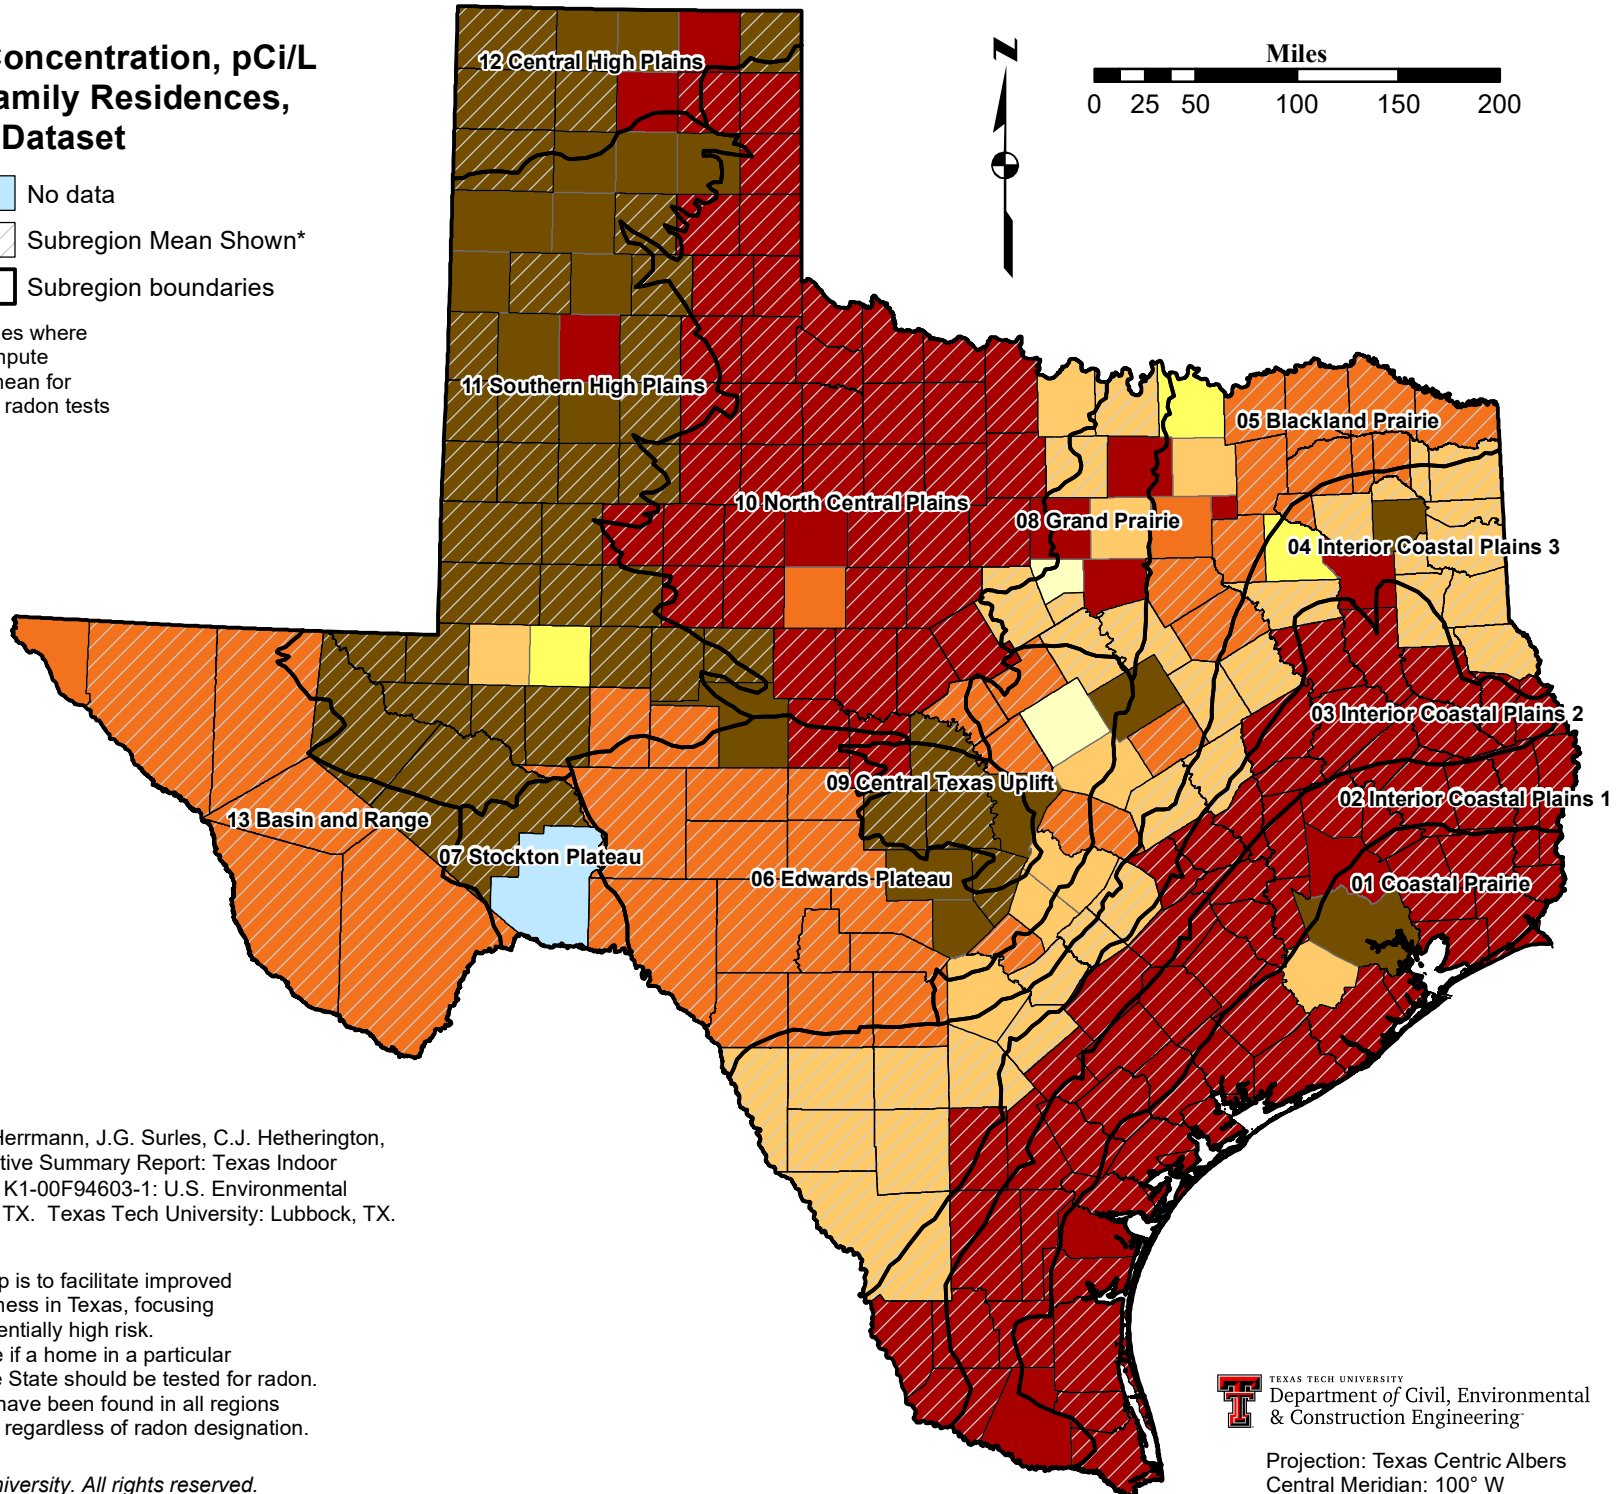 Concentration, pCi/L
amily Residences,
Dataset
No data
Subregion Mean Shown*
Subregion boundaries
es where
mpute
mean for
radon tests
N
Miles
0 25 50 100 150 200
12 Central High Plains
11 Southern High Plains
05 Blackland Prairie
10 North Central Plains
08 Grand Prairie
04 Interior Coastal Plains 3
03 Interior Coastal Plains 2
09 Central Texas Uplift
02 Interior Coastal Plains 1
13 Basin and Range
07 Stockton Plateau
06 Edwards Plateau
01 Coastal Prairie
Herrmann, J.G. Surles, C.J. Hetherington,
tive Summary Report: Texas Indoor
K1-00F94603-1: U.S. Environmental
TX. Texas Tech University: Lubbock, TX.
p is to facilitate improved
ness in Texas, focusing
entially high risk.
e if a home in a particular
e State should be tested for radon.
have been found in all regions
regardless of radon designation.
niversity. All rights reserved.
TEXAS TECH UNIVERSITY
Department of Civil, Environmental
& Construction Engineering
Projection: Texas Centric Albers
Central Meridian: 100° W